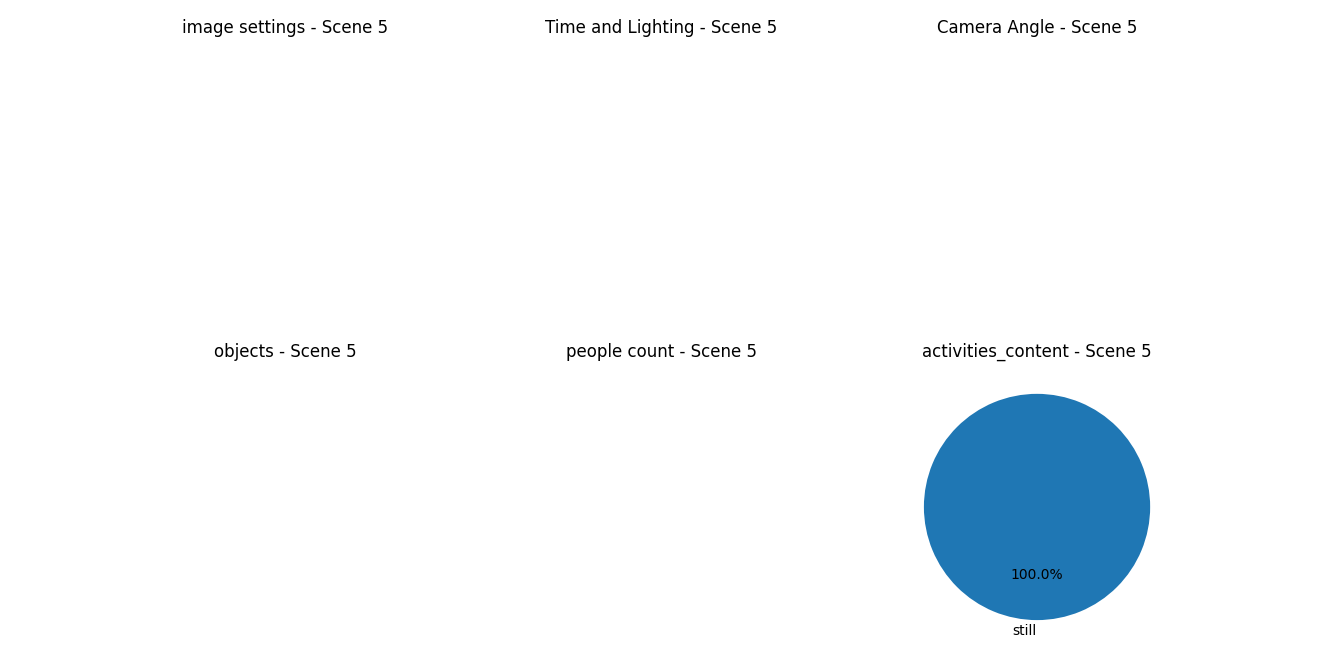 image settings - Scene 5
Time and Lighting - Scene 5
Camera Angle - Scene 5
objects - Scene 5
people count - Scene 5
activities_content - Scene 5
100.0%
still